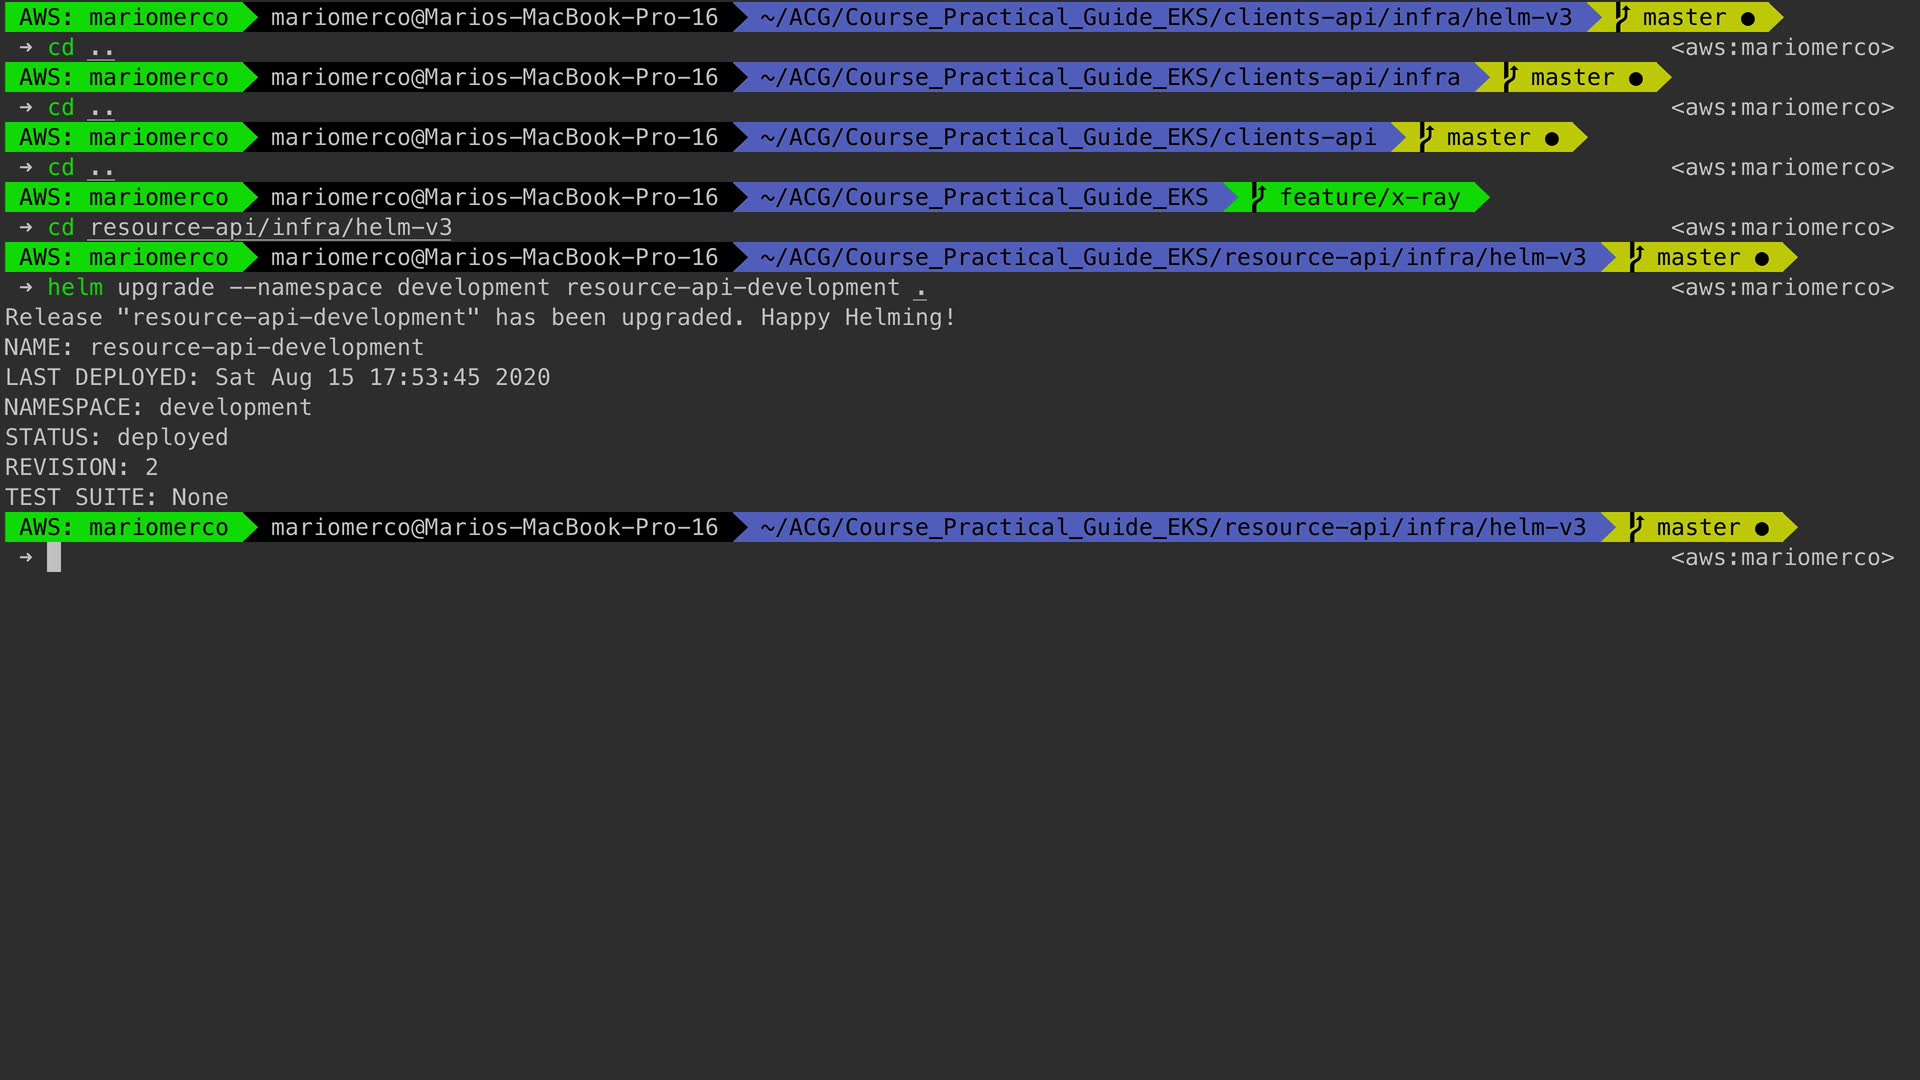 AWS: mariomerco mariomerco@Marios-MacBook-Pro-16 ~/ACG/Course_Practical_Guide_EKS/clients-api/infra/helm-v3 master ●
→ cd .. <aws:mariomerco>
AWS: mariomerco mariomerco@Marios-MacBook-Pro-16 ~/ACG/Course_Practical_Guide_EKS/clients-api/infra master ●
→ cd .. <aws:mariomerco>
AWS: mariomerco mariomerco@Marios-MacBook-Pro-16 ~/ACG/Course_Practical_Guide_EKS/clients-api master ●
→ cd .. <aws:mariomerco>
AWS: mariomerco mariomerco@Marios-MacBook-Pro-16 ~/ACG/Course_Practical_Guide_EKS feature/x-ray
→ cd resource-api/infra/helm-v3 <aws:mariomerco>
AWS: mariomerco mariomerco@Marios-MacBook-Pro-16 ~/ACG/Course_Practical_Guide_EKS/resource-api/infra/helm-v3 master ●
→ helm upgrade --namespace development resource-api-development . <aws:mariomerco>
Release "resource-api-development" has been upgraded. Happy Helming!
NAME: resource-api-development
LAST DEPLOYED: Sat Aug 15 17:53:45 2020
NAMESPACE: development
STATUS: deployed
REVISION: 2
TEST SUITE: None
AWS: mariomerco mariomerco@Marios-MacBook-Pro-16 ~/ACG/Course_Practical_Guide_EKS/resource-api/infra/helm-v3 master ●
→ <aws:mariomerco>